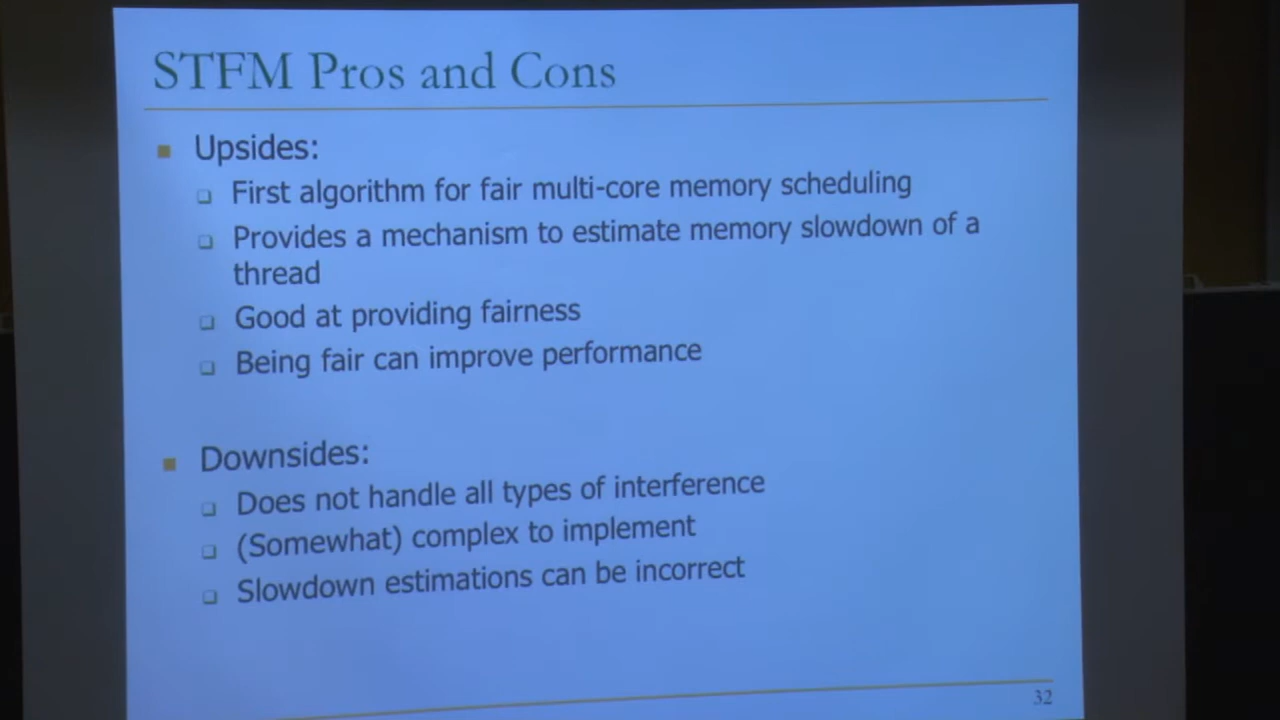 STFM Pros and Cons
Upsides:
First algorithm for fair multi-core memory scheduling
Provides a mechanism to estimate memory slowdown of a
thread
Good at providing fairness
Being fair can improve performance
Downsides:
Does not handle all types of interference
(Somewhat) complex to implement
Slowdown estimations can be incorrect
32